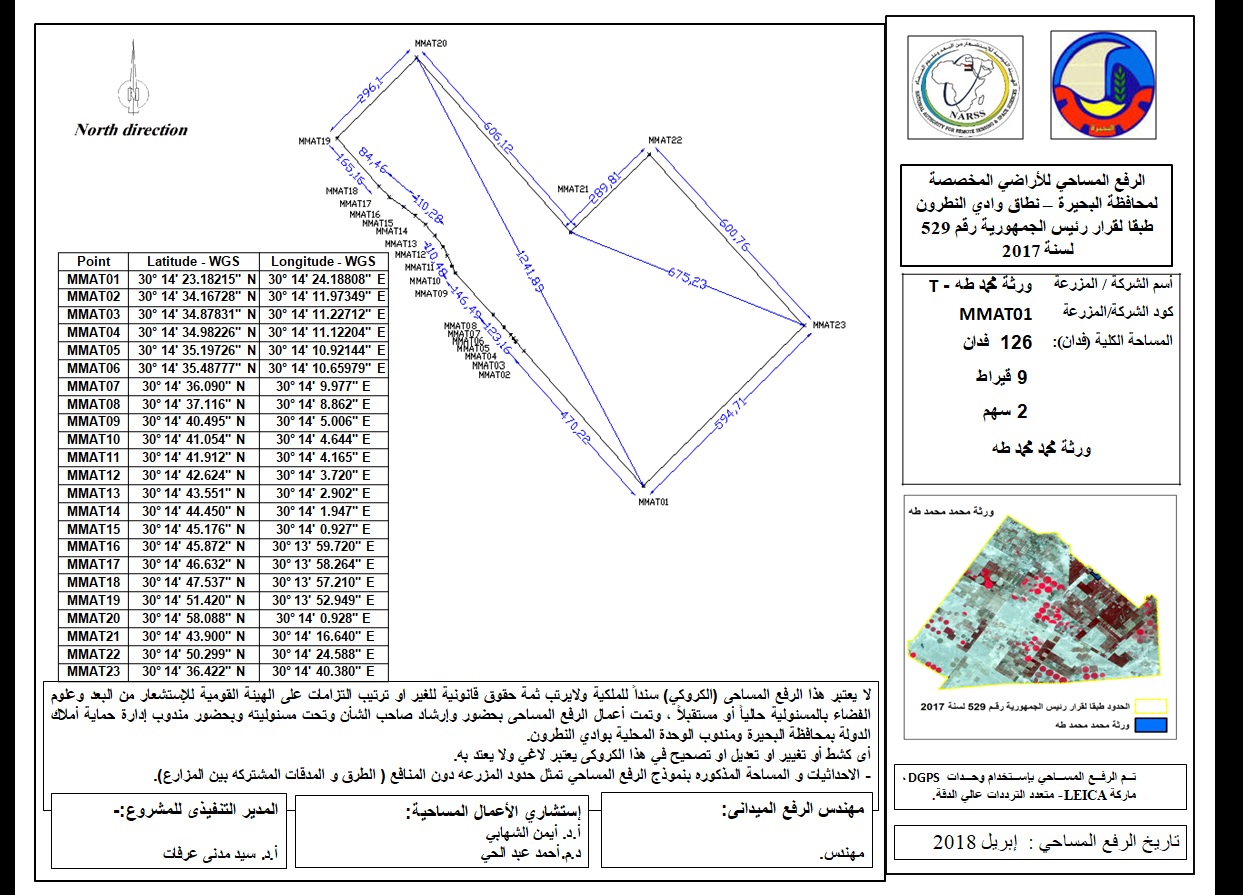 North direction
MMAT20
296,1
MMAT19
165,16
84,46
606,12
MMAT22
MMAT21
289,81
MMAT18
MMAT17
MMAT16
MMAT15
MMAT14
110,28
MMAT13
MMAT12
MMAT11
MMAT10
MMAT09
110,48
146,49
1241,89
600,76
675,23
MMAT23
MMAT08
MMAT07
MMAT06
MMAT05
MMAT04
MMAT03
MMAT02
123,16
470,22
594,71
MMAT01
Point Latitude - WGS Longitude - WGS
MMAT01 30° 14' 23.18215" N 30° 14' 24.18808" E
MMAT02 30° 14' 34.16728" N 30° 14' 11.97349" E
MMAT03 30° 14' 34.87831" N 30° 14' 11.22712" E
MMAT04 30° 14' 34.98226" N 30° 14' 11.12204" E
MMAT05 30° 14' 35.19726" N 30° 14' 10.92144" E
MMAT06 30° 14' 35.48777" N 30° 14' 10.65979" E
MMAT07 30° 14' 36.090" N 30° 14' 9.977" E
MMAT08 30° 14' 37.116" N 30° 14' 8.862" E
MMAT09 30° 14' 40.495" N 30° 14' 5.006" E
MMAT10 30° 14' 41.054" N 30° 14' 4.644" E
MMAT11 30° 14' 41.912" N 30° 14' 4.165" E
MMAT12 30° 14' 42.624" N 30° 14' 3.720" E
MMAT13 30° 14' 43.551" N 30° 14' 2.902" E
MMAT14 30° 14' 44.450" N 30° 14' 1.947" E
MMAT15 30° 14' 45.176" N 30° 14' 0.927" E
MMAT16 30° 14' 45.872" N 30° 13' 59.720" E
MMAT17 30° 14' 46.632" N 30° 13' 58.264" E
MMAT18 30° 14' 47.537" N 30° 13' 57.210" E
MMAT19 30° 14' 51.420" N 30° 13' 52.949" E
MMAT20 30° 14' 58.088" N 30° 14' 0.928" E
MMAT21 30° 14' 43.900" N 30° 14' 16.640" E
MMAT22 30° 14' 50.299" N 30° 14' 24.588" E
MMAT23 30° 14' 36.422" N 30° 14' 40.380" E
لا يعتبر هذا الرفع المساحى (الكروكي) سنداً للملكية ولايرتب ثمة حقوق قانونية للغير او ترتيب التزامات على الهيئة القومية للإستشعار من البعد وعلوم
الفضاء بالمسئولية حالياً أو مستقبلاً ، وتمت أعمال الرفع المساحى بحضور وإرشاد صاحب الشأن وتحت مسئوليته وبحضور مندوب إدارة حماية أملاك
الدولة بمحافظة البحيرة ومندوب الوحدة المحلية بوادي النطرون.
أى كشط أو تغيير او تعديل او تصحيح في هذا الكروكى يعتبر لاغي ولا يعتد به.
- الاحداثيات و المساحة المذكوره بنموذج الرفع المساحي تمثل حدود المزرعه دون المنافع ( الطرق و المدقات المشتركه بين المزارع).
مهندس الرفع الميدانى:
مهندس.
إستشاري الأعمال المساحية:
أ.د. أيمن الشهابي
د.م.أحمد عبد الحي
المدير التنفيذى للمشروع:-
أ.د. سيد مدنى عرفات
NARSS
NATIONAL AUTHORITY FOR REMOTE SENSING & SPACE SCIENCES
البحيرة
الرفع المساحي للأراضي المخصصة
لمحافظة البحيرة – نطاق وادي النطرون
طبقا لقرار رئيس الجمهورية رقم 529
لسنة 2017
أسم الشركة / المزرعة ورثة محمد طه - T
كود الشركة/المزرعة MMAT01
المساحة الكلية (فدان): 126 فدان
9 قيراط
2 سهم
ورثة محمد محمد طه
ورثة محمد محمد طه
الحدود طبقا لقرار رئيس الجمهورية رقم 529 لسنة 2017
ورثة محمد محمد طه
تـم الرفـع المسـاحي بإسـتخدام وحـدات DGPS،
ماركة LEICA- متعدد الترددات عالي الدقة.
تاريخ الرفع المساحي : إبريل 2018